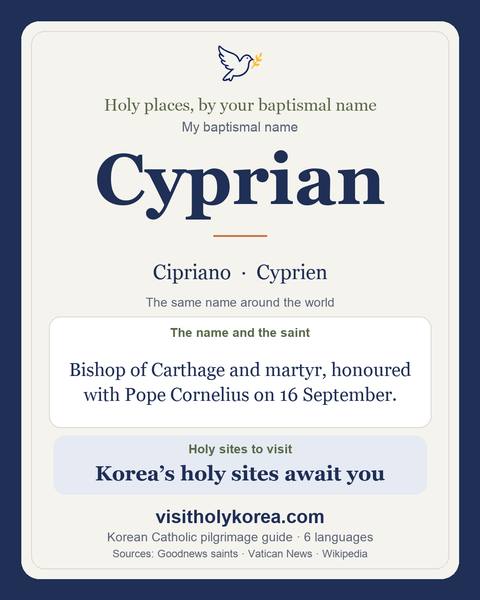 Holy places, by your baptismal name
My baptismal name
Cyprian
Cipriano · Cyprien
The same name around the world
The name and the saint
Bishop of Carthage and martyr, honoured
with Pope Cornelius on 16 September.
Holy sites to visit
Korea’s holy sites await you
visitholykorea.com
Korean Catholic pilgrimage guide · 6 languages
Sources: Goodnews saints · Vatican News · Wikipedia